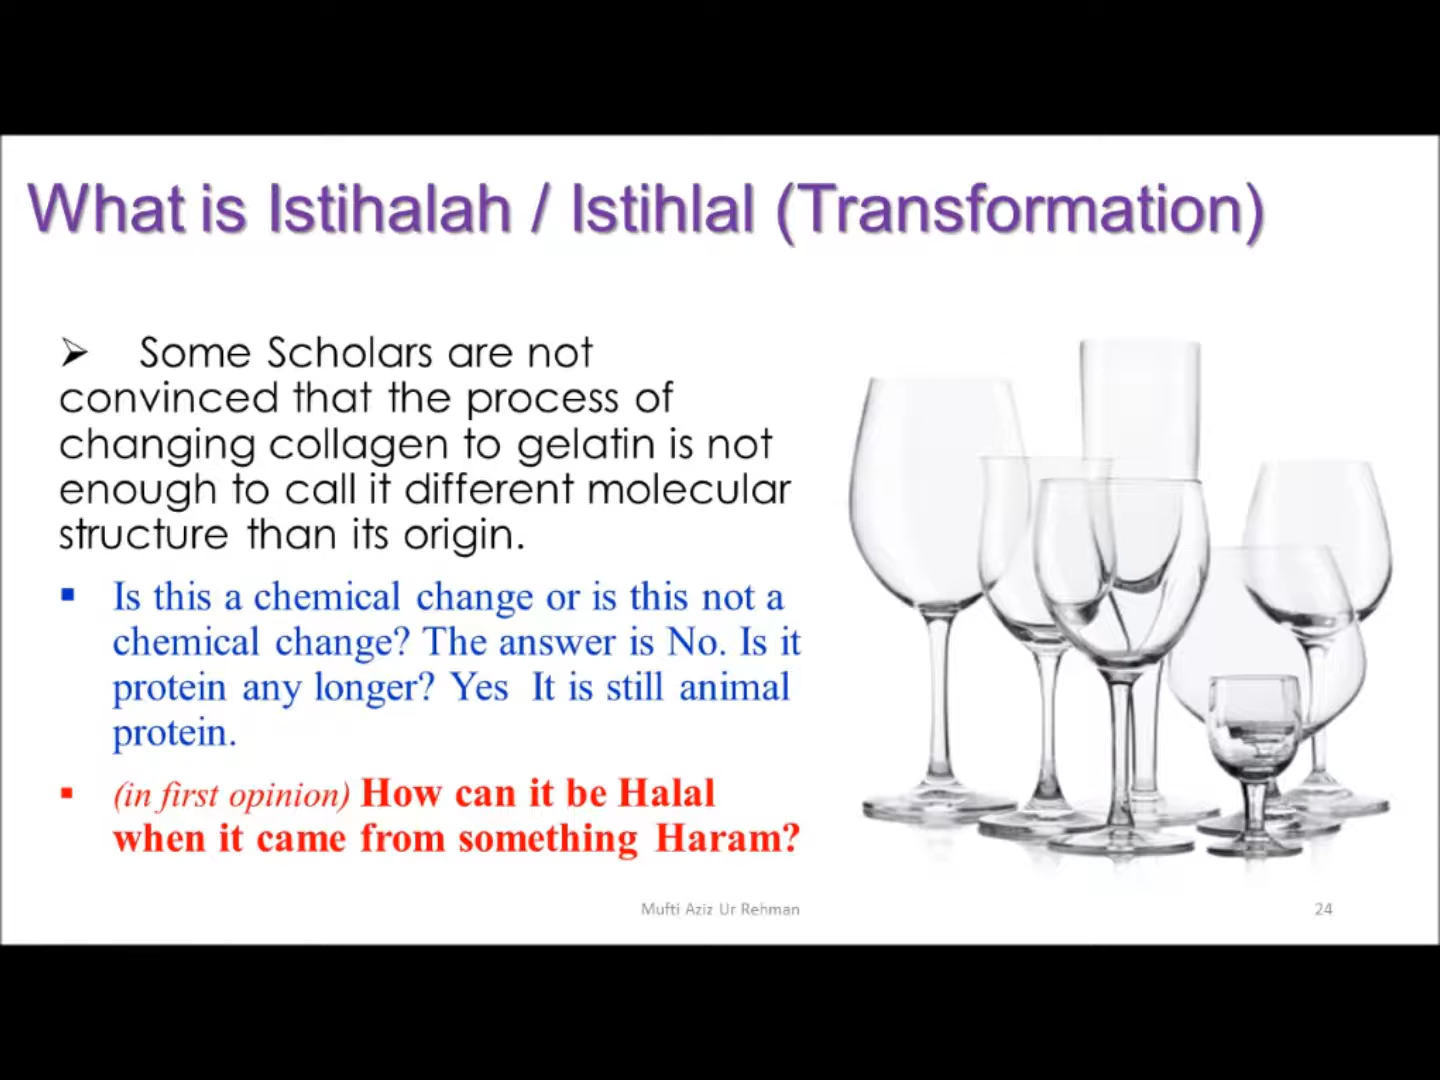 What is Istihalah / Istihlal (Transformation)
➢ Some Scholars are not
convinced that the process of
changing collagen to gelatin is not
enough to call it different molecular
structure than its origin.
▪ Is this a chemical change or is this not a
chemical change? The answer is No. Is it
protein any longer? Yes It is still animal
protein.
▪ (in first opinion) How can it be Halal
when it came from something Haram?
Mufti Aziz Ur Rehman
24